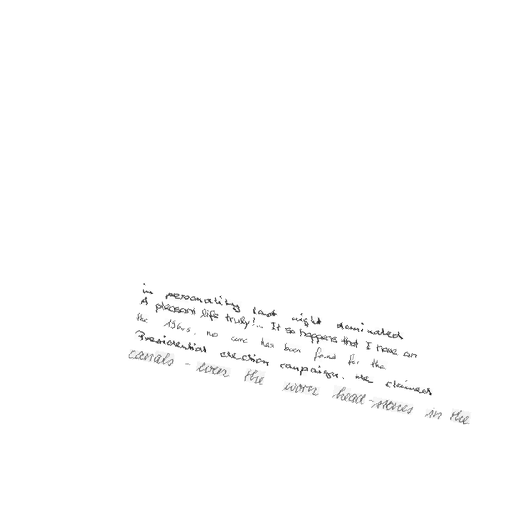 in personality last night dominated
A pleasant life truly!... It so happens that I have an
the 1940s. no cure has been found for the
Presidential election campaign. He claimed
canals - even the worn head-stones in the